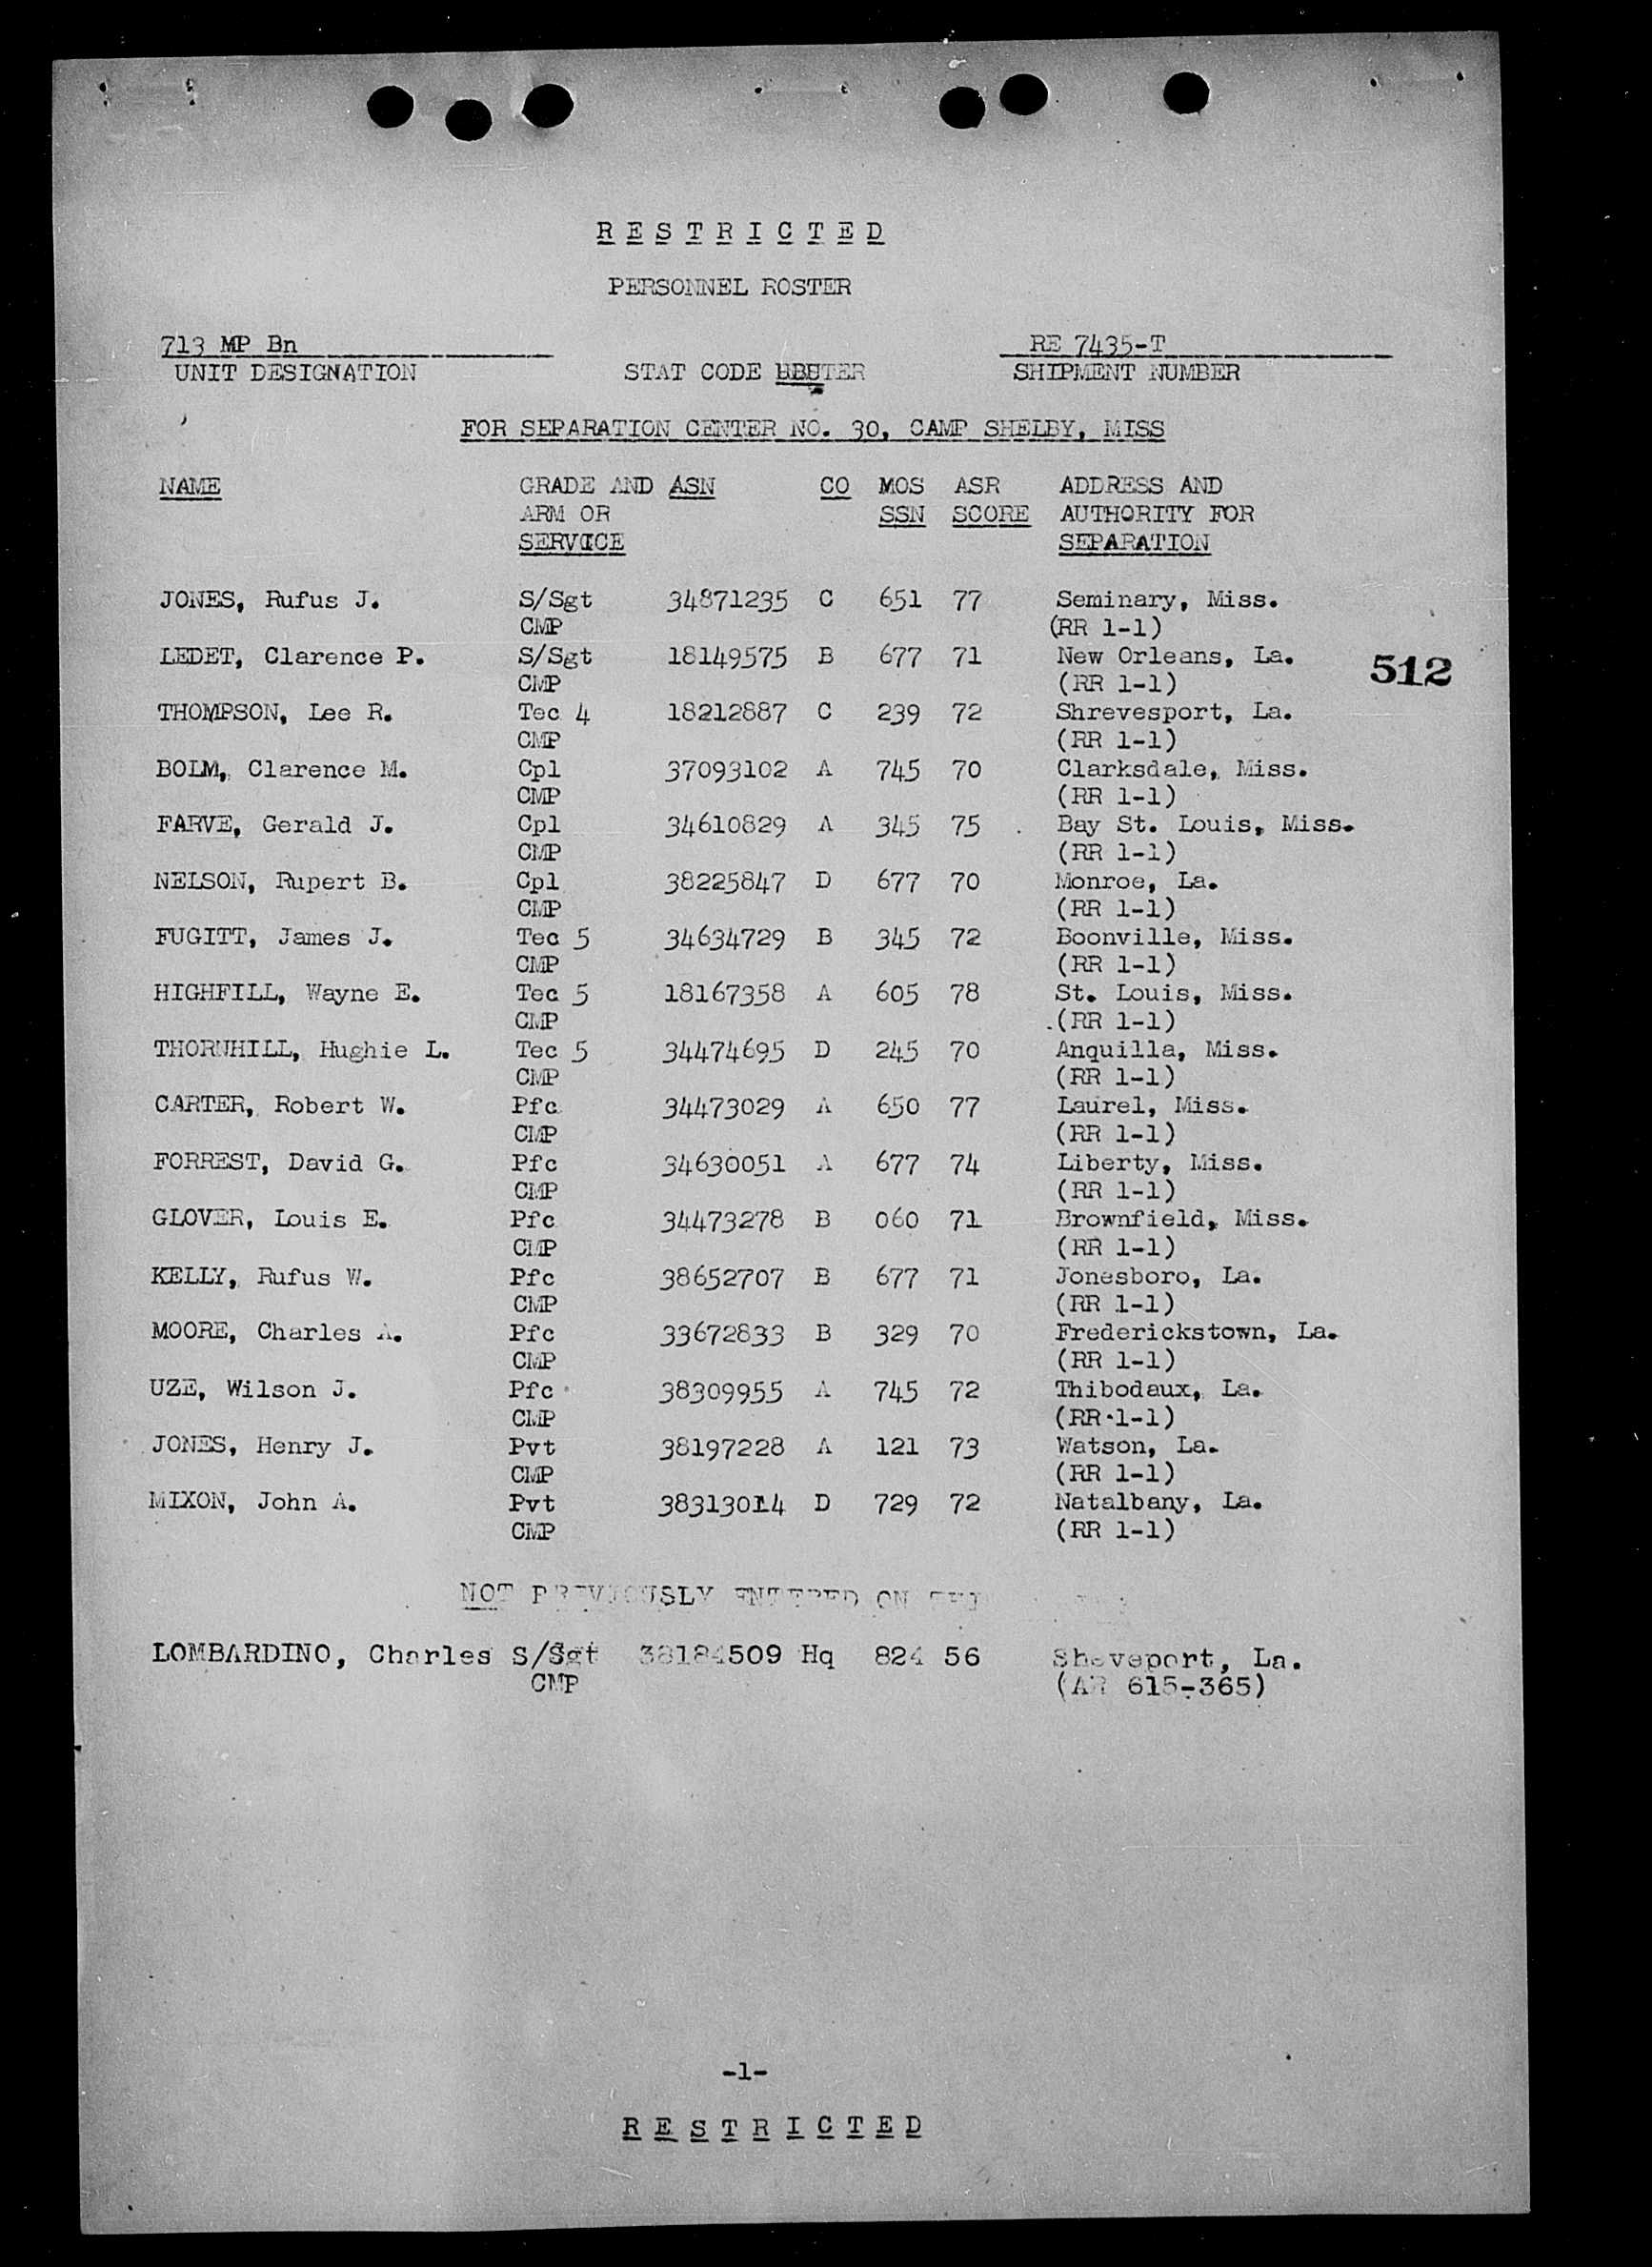 R E S T R I C T E D
PERSONNEL ROSTER
713 MP Bn RE 7435-T
UNIT DESIGNATION STAT CODE SHIPMENT NUMBER
FOR SEPARATION CENTER NO. 30, CAMP SHELBY, MISS
NAME GRADE AND ASN CO MOS ASR ADDRESS AND
ARM OR SSN SCORE AUTHORITY FOR
SERVICE SEPARATION
JONES, Rufus J. S/Sgt 34871235 C 651 77 Seminary, Miss.
CMP (RR 1-1)
LEDET, Clarence P. S/Sgt 18149575 B 677 71 New Orleans, La. 512
CMP (RR 1-1)
THOMPSON, Lee R. Tec 4 18212887 C 239 72 Shrevesport, La.
CMP (RR 1-1)
BOLM, Clarence M. Cpl 37093102 A 745 70 Clarksdale, Miss.
CMP (RR 1-1)
FARVE, Gerald J. Cpl 34610829 A 345 75 Bay St. Louis, Miss.
CMP (RR 1-1)
NELSON, Rupert B. Cpl 38225847 D 677 70 Monroe, La.
CMP (RR 1-1)
FUGITT, James J. Tec 5 34634729 B 345 72 Boonville, Miss.
CMP (RR 1-1)
HIGHFILL, Wayne E. Tec 5 18167358 A 605 78 St. Louis, Miss.
CMP (RR 1-1)
THORNHILL, Hughie L. Tec 5 34474695 D 245 70 Anquilla, Miss.
CMP (RR 1-1)
CARTER, Robert W. Pfc 34473029 A 650 77 Laurel, Miss.
CMP (RR 1-1)
FORREST, David G. Pfc 34630051 A 677 74 Liberty, Miss.
CMP (RR 1-1)
GLOVER, Louis E. Pfc 34473278 B 060 71 Brownfield, Miss.
CMP (RR 1-1)
KELLY, Rufus W. Pfc 38652707 B 677 71 Jonesboro, La.
CMP (RR 1-1)
MOORE, Charles A. Pfc 33672833 B 329 70 Frederickstown, La.
CMP (RR 1-1)
UZE, Wilson J. Pfc 38309955 A 745 72 Thibodaux, La.
CMP (RR 1-1)
JONES, Henry J. Pvt 38197228 A 121 73 Watson, La.
CMP (RR 1-1)
MIXON, John A. Pvt 38313014 D 729 72 Natalbany, La.
CMP (RR 1-1)
NOT PREVIOUSLY ENTERED ON
LOMBARDINO, Charles S/Sgt 38184509 Hq 824 56 Sheveport, La.
CMP (AR 615-365)
-1-
R E S T R I C T E D